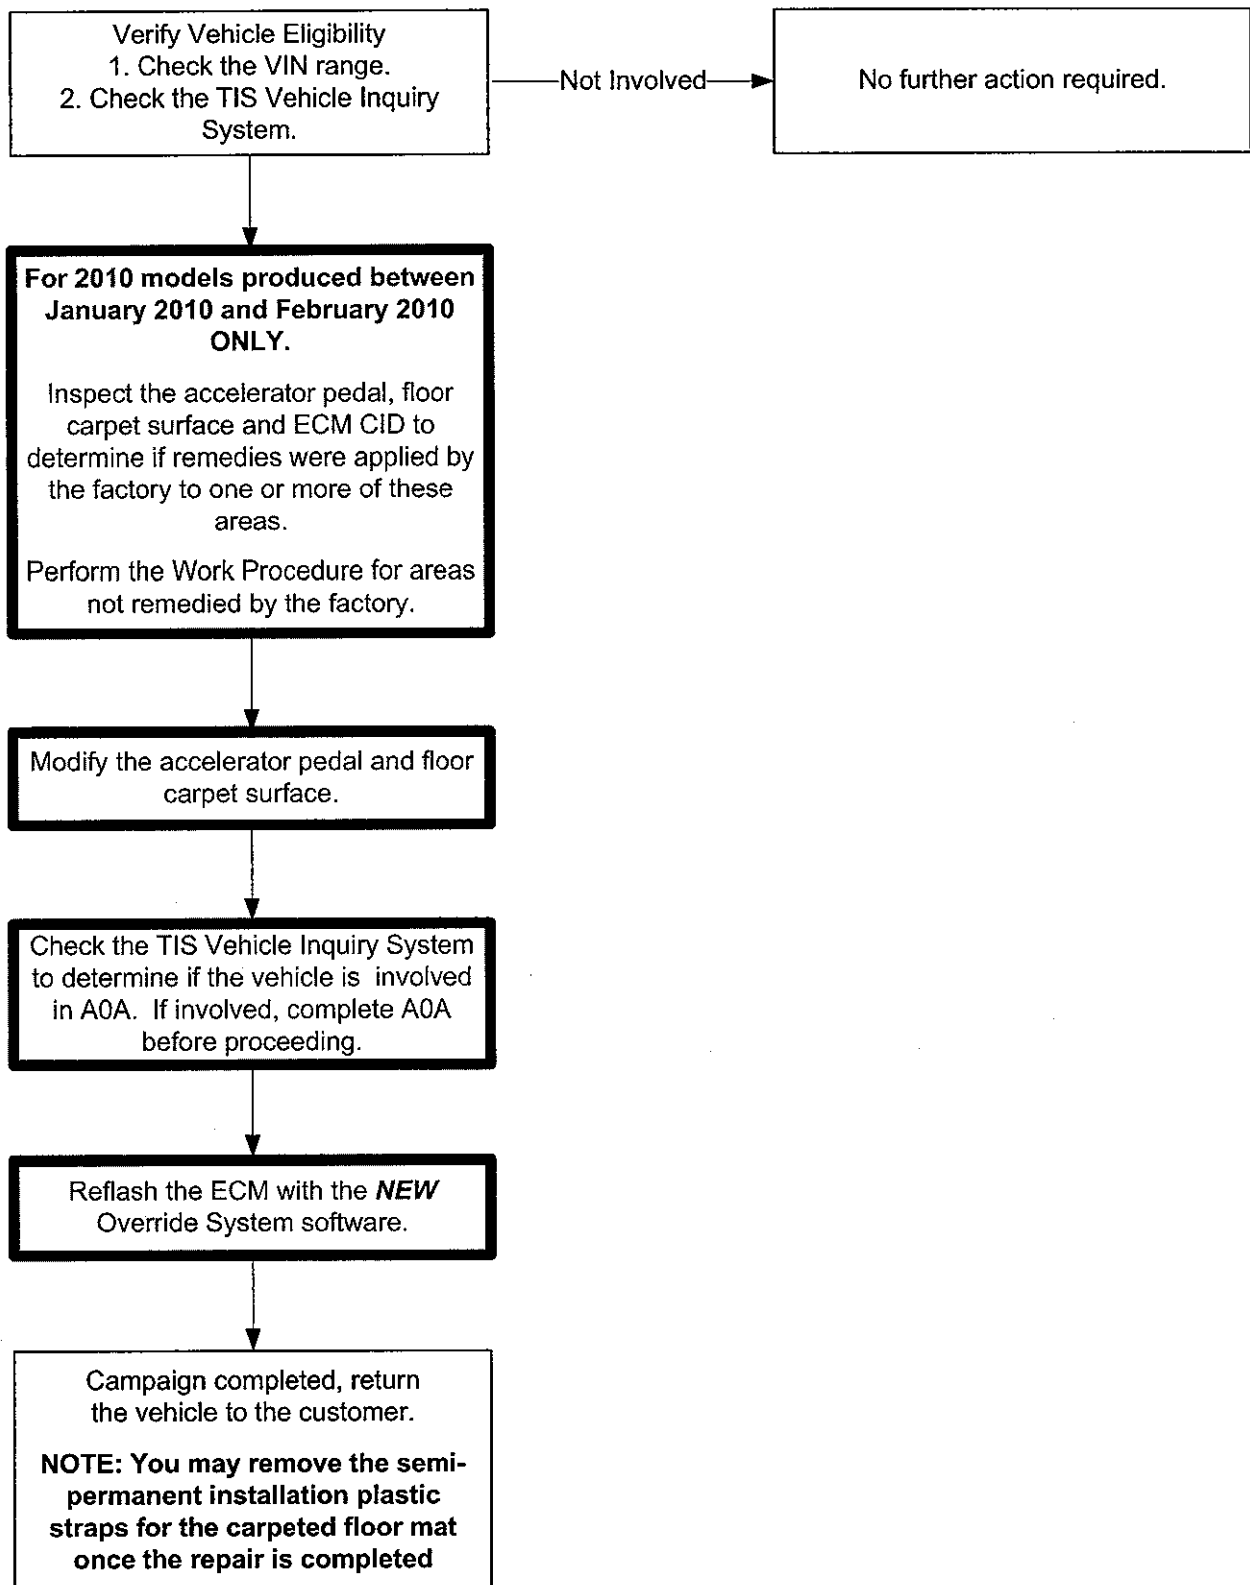 Verify Vehicle Eligibility
1. Check the VIN range.
2. Check the TIS Vehicle Inquiry
System.
Not Involved
No further action required.
For 2010 models produced between
January 2010 and February 2010
ONLY.
Inspect the accelerator pedal, floor
carpet surface and ECM CID to
determine if remedies were applied by
the factory to one or more of these
areas.
Perform the Work Procedure for areas
not remedied by the factory.
Modify the accelerator pedal and floor
carpet surface.
Check the TIS Vehicle Inquiry System
to determine if the vehicle is involved
in A0A. If involved, complete A0A
before proceeding.
Reflash the ECM with the NEW
Override System software.
Campaign completed, return
the vehicle to the customer.
NOTE: You may remove the semi-
permanent installation plastic
straps for the carpeted floor mat
once the repair is completed